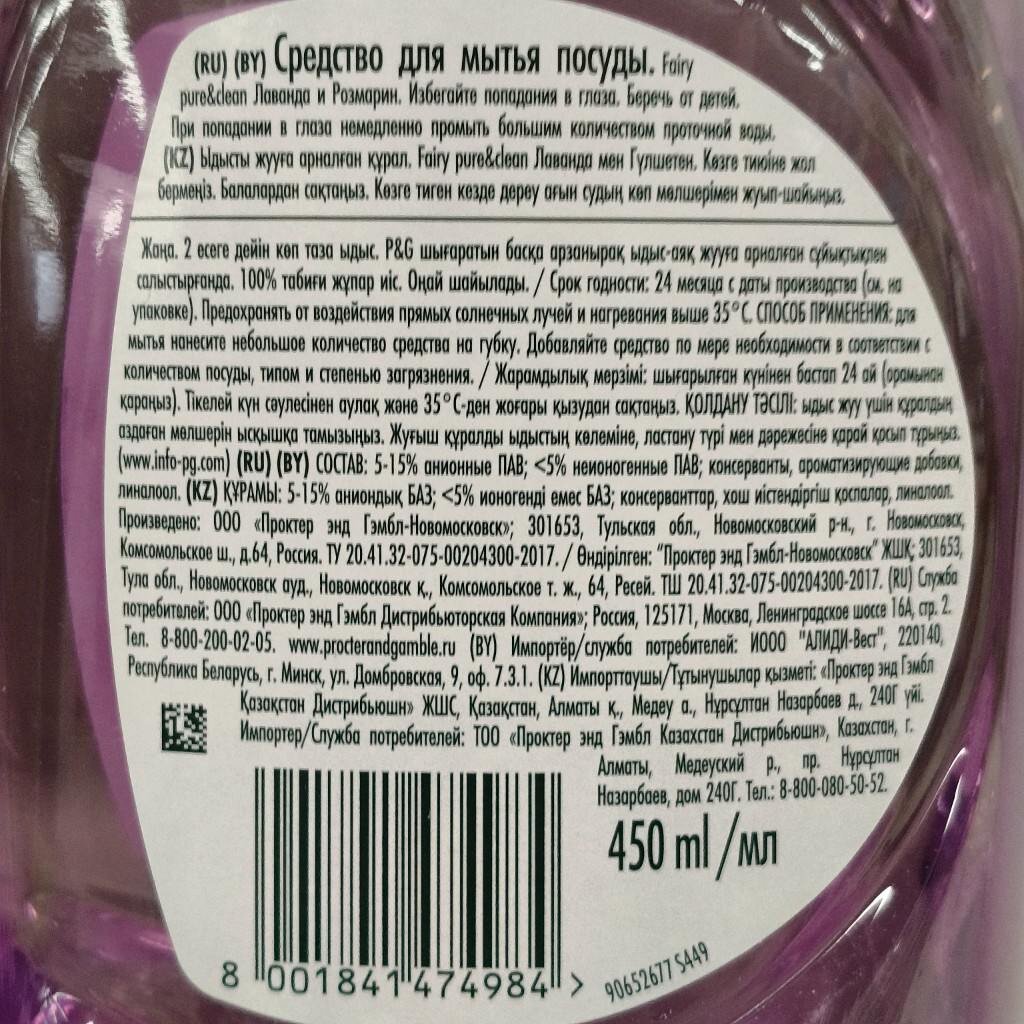 (RU) (BY) Средство для мытья посуды. Fairy
pure&clean Лаванда и Розмарин. Избегайте попадания в глаза. Беречь от детей.
При попадании в глаза немедленно промыть большим количеством проточной воды.
(KZ) Ыдысты жууға арналған құрал. Fairy pure&clean Лаванда мен Гүлшетен. Көзге тиюіне жол
бермеңіз. Балалардан сақтаңыз. Көзге тиген кезде дереу ағын судың көп мөлшерімен жуып-шайыңыз.
Жаңа. 2 есеге дейін көп таза ыдыс. P&G шығаратын басқа арзанырақ ыдыс-аяқ жууға арналған сұйықтықпен
салыстырғанда. 100% табиғи жұпар иіс. Оңай шайылады. / Срок годности: 24 месяца с даты производства (см. на
упаковке). Предохранять от воздействия прямых солнечных лучей и нагревания выше 35°С. СПОСОБ ПРИМЕНЕНИЯ: для
мытья нанесите небольшое количество средства на губку. Добавляйте средство по мере необходимости в соответствии с
количеством посуды, типом и степенью загрязнения. / Жарамдылық мерзімі: шығарылған күнінен бастап 24 ай (орамынан
қараңыз). Тікелей күн сәулесінен аулақ және 35°С-ден жоғары қызудан сақтаңыз. ҚОЛДАНУ ТӘСІЛІ: ыдыс жуу үшін құралдың
аздаған мөлшерін ысқышқа тамызыңыз. Жуғыш құралды ыдыстың көлеміне, ластану түрі мен дәрежесіне қарай қосып тұрыңыз.
(www.info-pg.com) (RU) (BY) СОСТАВ: 5-15% анионные ПАВ; <5% неионогенные ПАВ; консерванты, ароматизирующие добавки,
линалоол. (KZ) ҚҰРАМЫ: 5-15% аниондық БАЗ; <5% ионогенді емес БАЗ; консерванттар, хош иістендіргіш қоспалар, линалоол.
Произведено: ООО «Проктер энд Гэмбл-Новомосковск»; 301653, Тульская обл., Новомосковский р-н., г. Новомосковск,
Комсомольское ш., д.64, Россия. ТУ 20.41.32-075-00204300-2017. / Өндірілген: "Проктер энд Гэмбл-Новомосковск" ЖШҚ; 301653,
Тула обл., Новомосковск ауд., Новомосковск қ., Комсомольское т. ж., 64, Ресей. ТШ 20.41.32-075-00204300-2017. (RU) Служба
потребителей: ООО «Проктер энд Гэмбл Дистрибьюторская Компания»; Россия, 125171, Москва, Ленинградское шоссе 16А, стр. 2.
Тел. 8-800-200-02-05. www.procterandgamble.ru (BY) Импортёр/служба потребителей: ИООО "АЛИДИ-Вест", 220140,
Республика Беларусь, г. Минск, ул. Домбровская, 9, оф. 7.3.1. (KZ) Импорттаушы/Тұтынушылар қызметі: «Проктер энд Гэмбл
Қазақстан Дистрибьюшн» ЖШС, Қазақстан, Алматы қ., Медеу а., Нұрсұлтан Назарбаев д., 240Г үйі.
Импортер/Служба потребителей: ТОО «Проктер энд Гэмбл Казахстан Дистрибьюшн», Казахстан, г.
Алматы, Медеуский р., пр. Нұрсұлтан
Назарбаев, дом 240Г. Тел.: 8-800-080-50-52.
450 ml /мл
8 001841 474984 >
90652677 S449